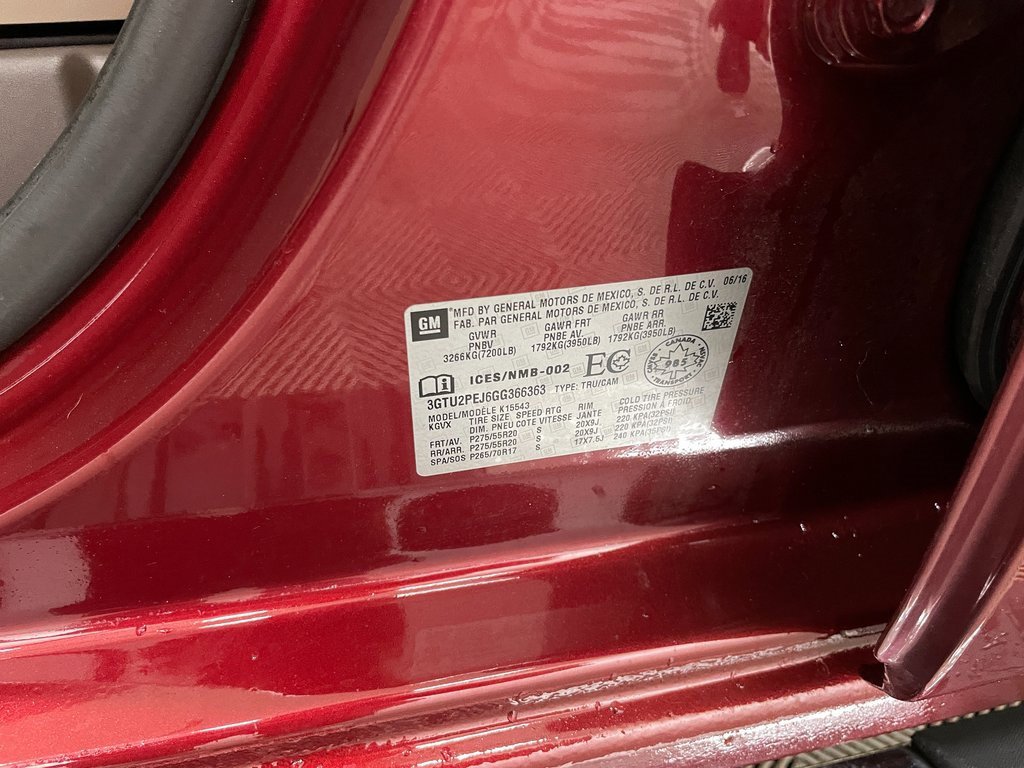 GM
®MFD BY GENERAL MOTORS DE MEXICO, S. DE R.L. DE C.V. 06/16
FAB. PAR GENERAL MOTORS DE MEXICO, S. DE R.L. DE C.V.
GVWR GAWR FRT GAWR RR
PNBV PNBE AV. PNBE ARR.
3266KG(7200LB) 1792KG(3950LB) 1792KG(3950LB)
ICES/NMB-002 EC
CANADA
985
TRANSPORT
3GTU2PEJ6GG366363 TYPE: TRU/CAM
MODEL/MODÈLE K15543
KGVX TIRE SIZE SPEED RTG RIM COLD TIRE PRESSURE
DIM. PNEU COTE VITESSE JANTE PRESSION À FROID
FRT/AV. P275/55R20 S 20X9J 220 KPA(32PSI)
RR/ARR. P275/55R20 S 20X9J 220 KPA(32PSI)
SPA/SOS P265/70R17 S 17X7.5J 240 KPA(35PSI)